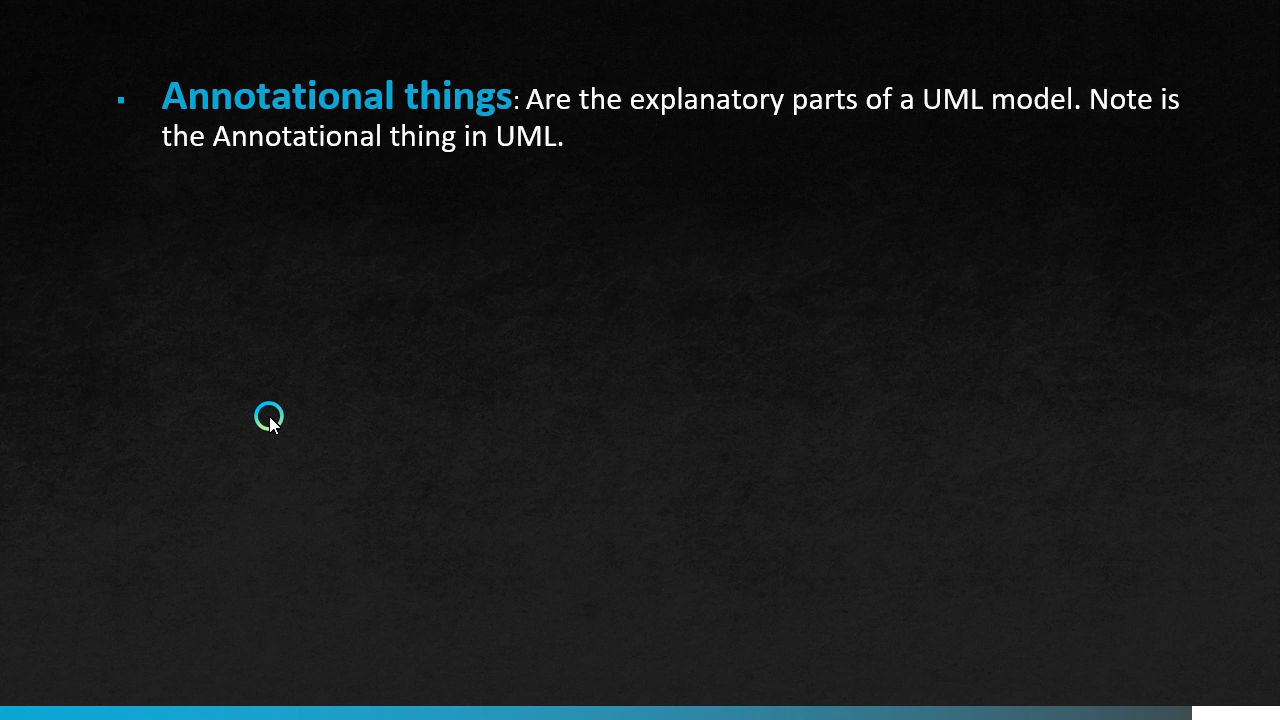 ▪ Annotational things: Are the explanatory parts of a UML model. Note is
the Annotational thing in UML.